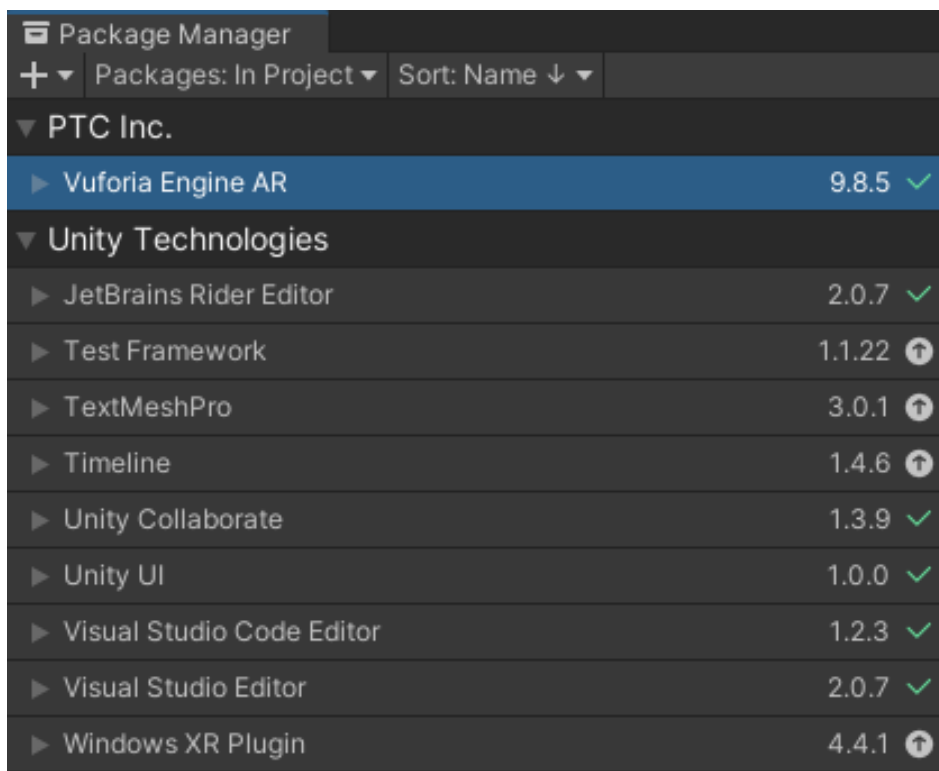 Package Manager
Packages: In Project Sort: Name ↓
PTC Inc.
Vuforia Engine AR 9.8.5
Unity Technologies
JetBrains Rider Editor 2.0.7
Test Framework 1.1.22
TextMeshPro 3.0.1
Timeline 1.4.6
Unity Collaborate 1.3.9
Unity UI 1.0.0
Visual Studio Code Editor 1.2.3
Visual Studio Editor 2.0.7
Windows XR Plugin 4.4.1